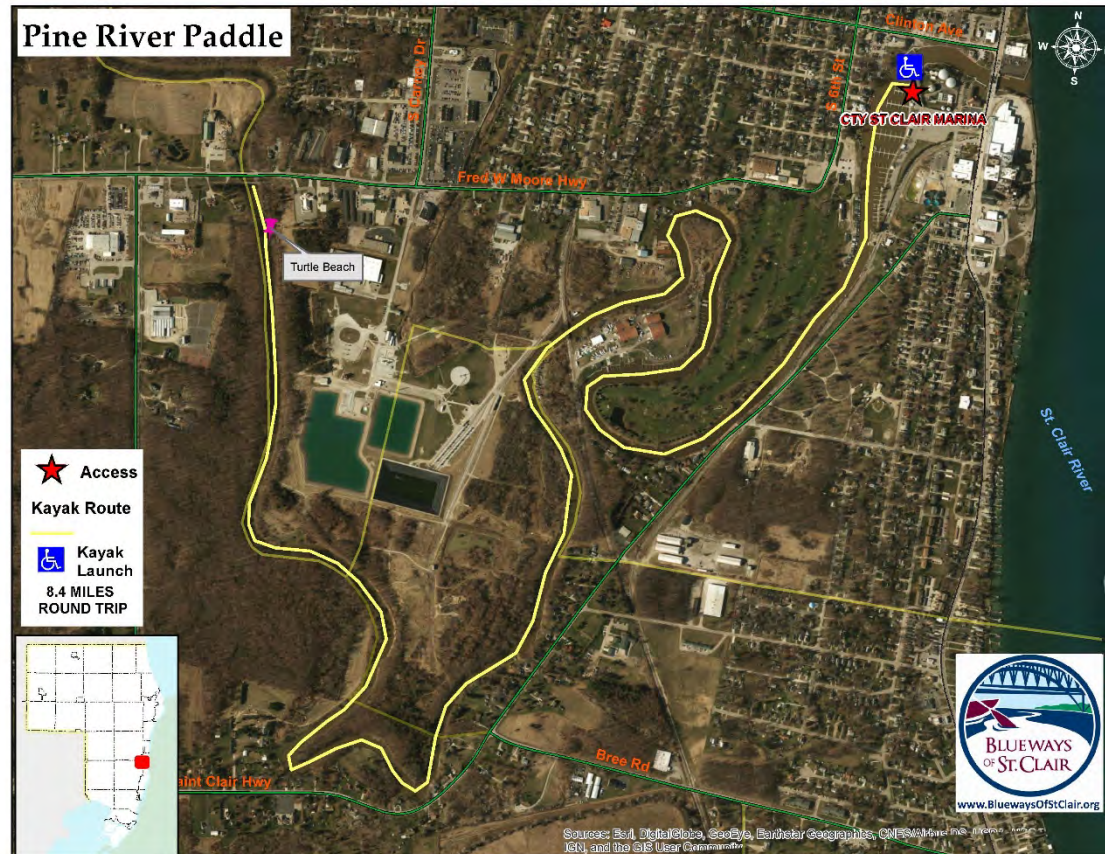 Pine River Paddle
Clinton Ave
N
W
E
S
S 6th St
S Carney Dr
CTY ST CLAIR MARINA
Fred W Moore Hwy
Turtle Beach
St. Clair River
Access
Kayak Route
Kayak
Launch
8.4 MILES
ROUND TRIP
aint Clair Hwy
Bree Rd
BLUEWAYS
OF ST. CLAIR
www.BluewaysOfStClair.org
Sources: Esri, DigitalGlobe, GeoEye, Earthstar Geographics, CNES/Airbus DS,
IGN, and the GIS User Community